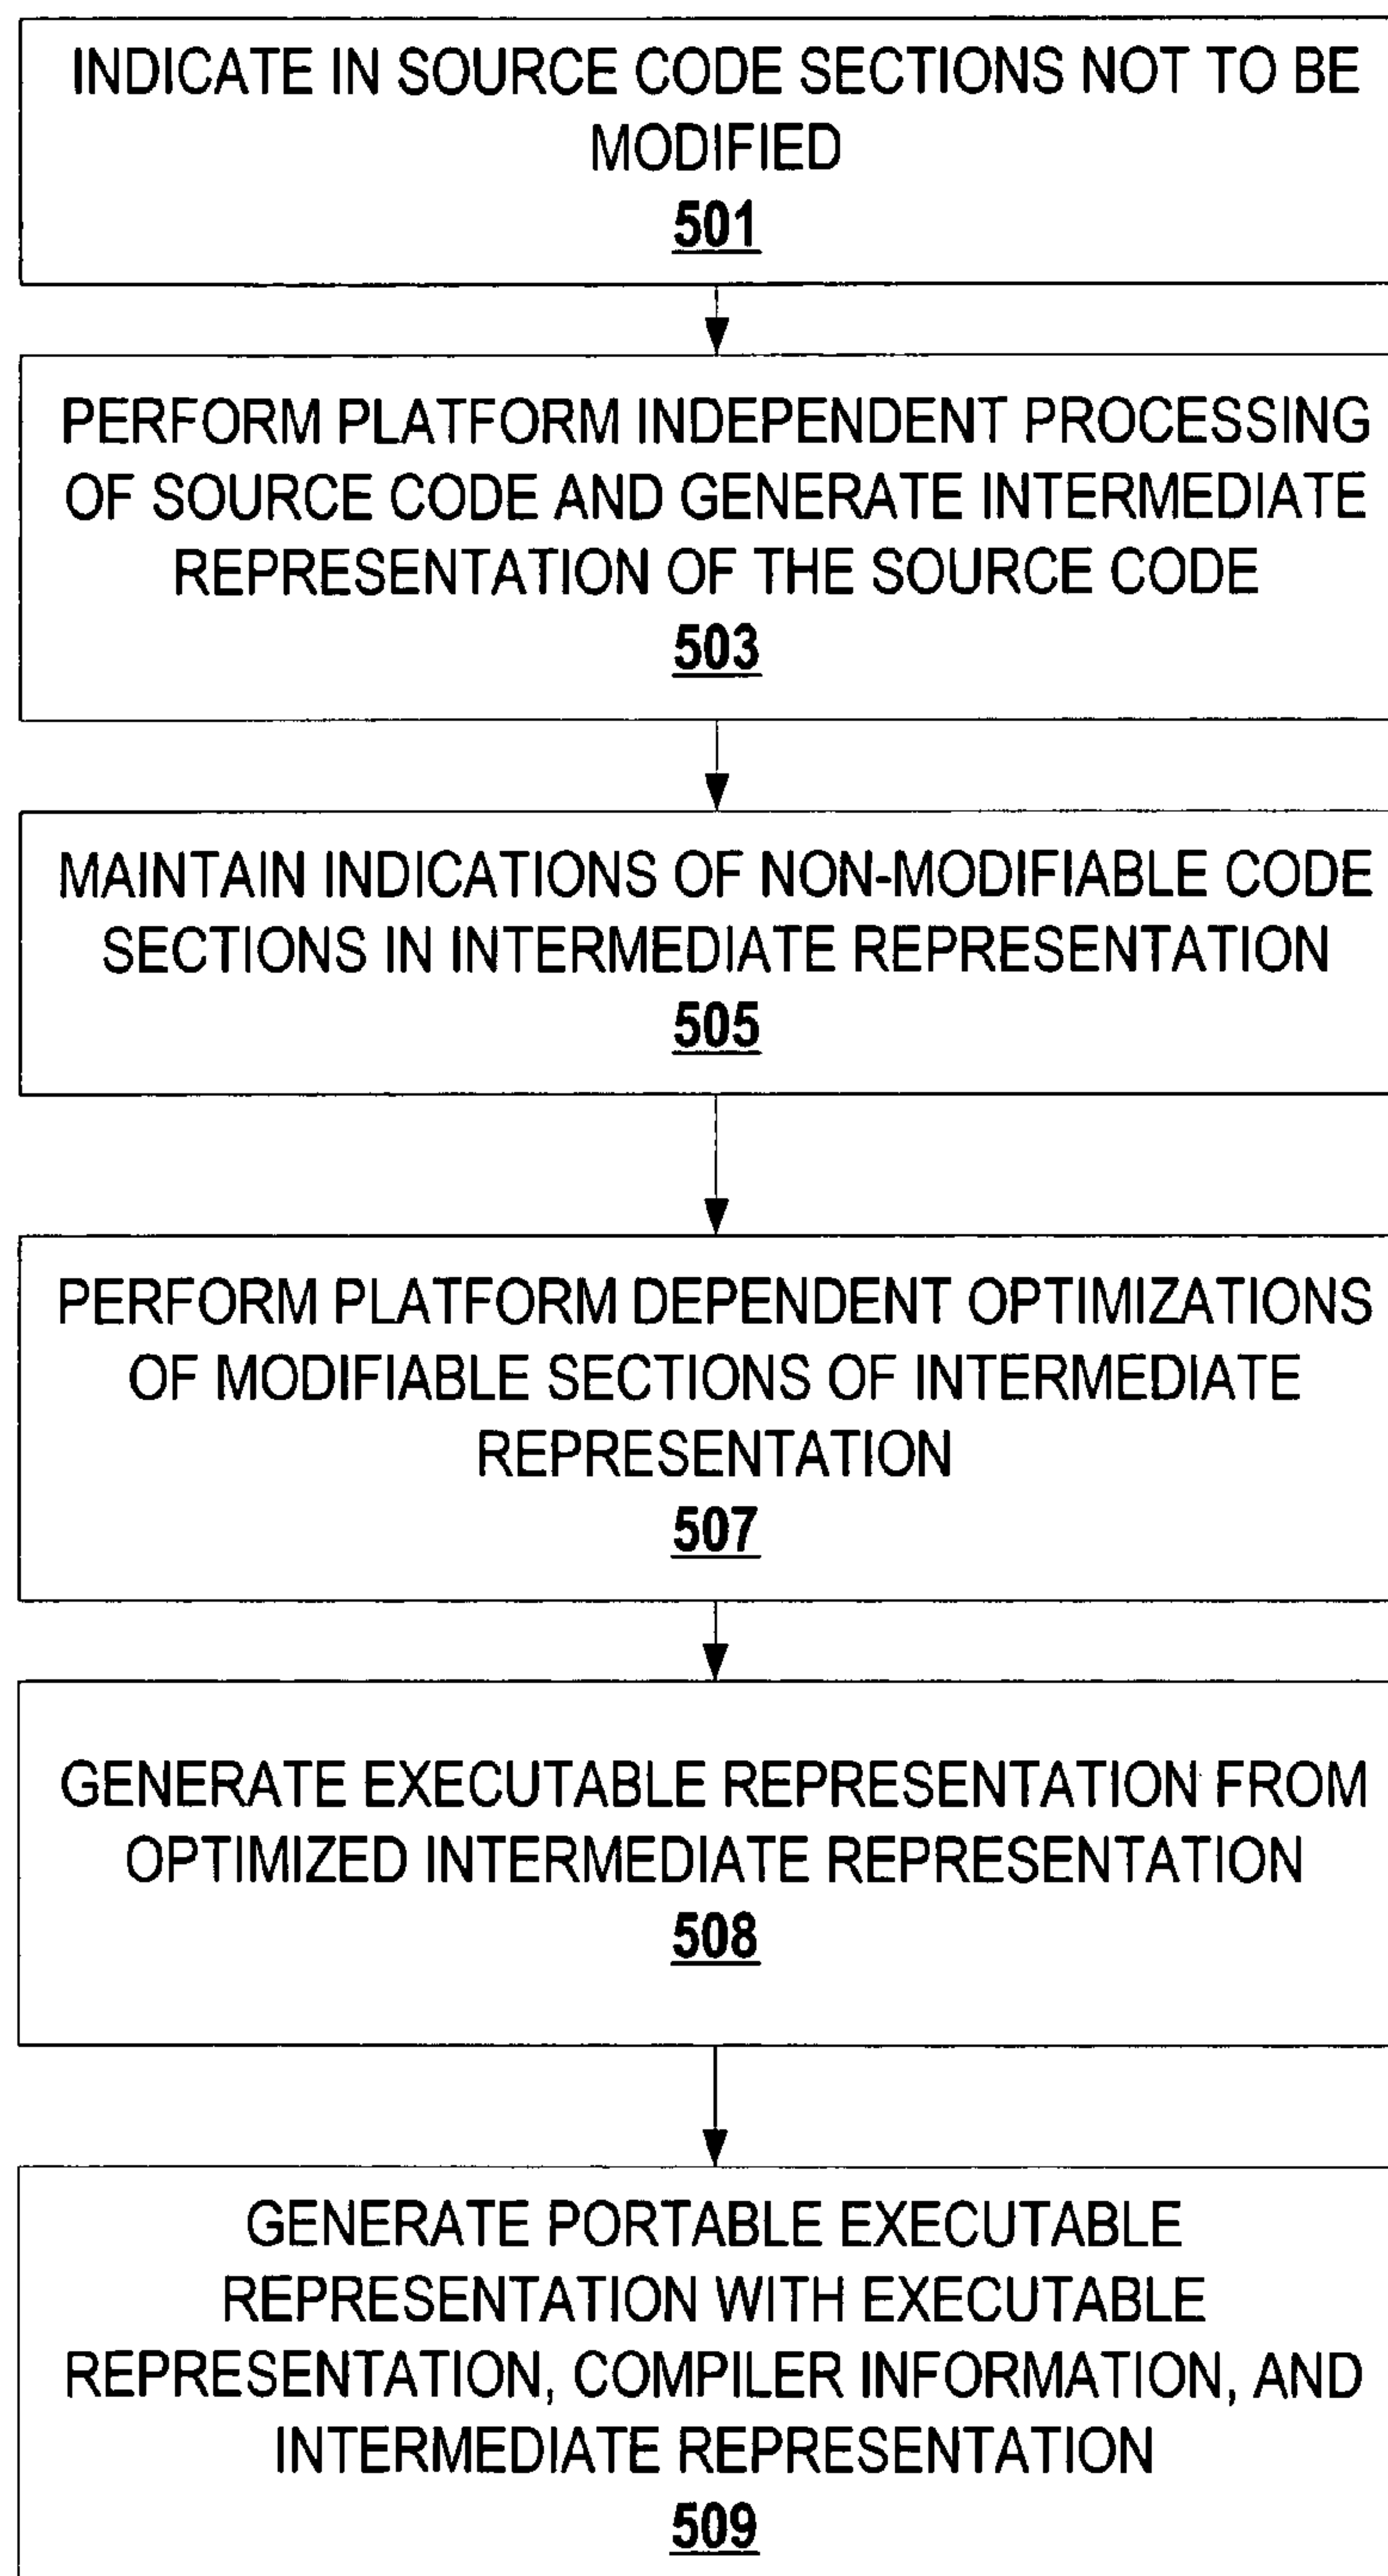 INDICATE IN SOURCE CODE SECTIONS NOT TO BE
MODIFIED
501
PERFORM PLATFORM INDEPENDENT PROCESSING
OF SOURCE CODE AND GENERATE INTERMEDIATE
REPRESENTATION OF THE SOURCE CODE
503
MAINTAIN INDICATIONS OF NON-MODIFIABLE CODE
SECTIONS IN INTERMEDIATE REPRESENTATION
505
PERFORM PLATFORM DEPENDENT OPTIMIZATIONS
OF MODIFIABLE SECTIONS OF INTERMEDIATE
REPRESENTATION
507
GENERATE EXECUTABLE REPRESENTATION FROM
OPTIMIZED INTERMEDIATE REPRESENTATION
508
GENERATE PORTABLE EXECUTABLE
REPRESENTATION WITH EXECUTABLE
REPRESENTATION, COMPILER INFORMATION, AND
INTERMEDIATE REPRESENTATION
509